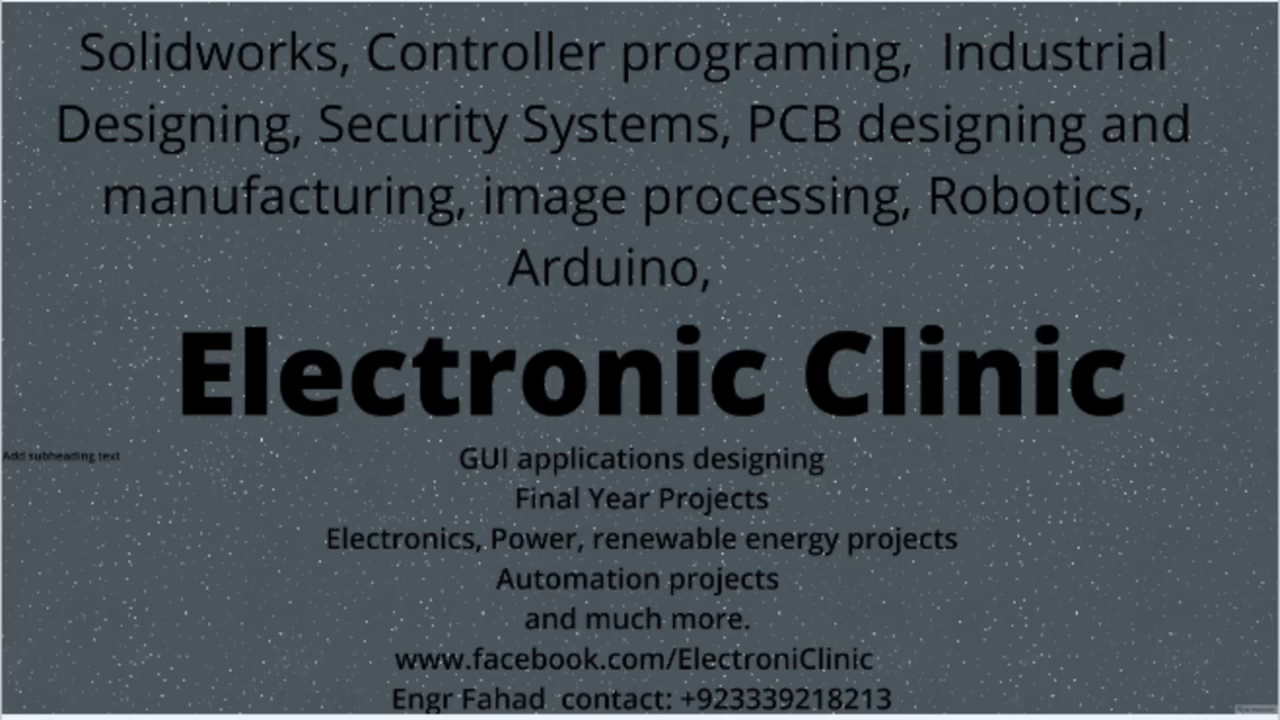 Solidworks, Controller programing,  Industrial
Designing, Security Systems, PCB designing and
manufacturing, image processing, Robotics,
Arduino,
Electronic Clinic
Add subheading text
GUI applications designing
Final Year Projects
Electronics, Power, renewable energy projects
Automation projects
and much more.
www.facebook.com/ElectroniClinic
Engr Fahad  contact: +923339218213